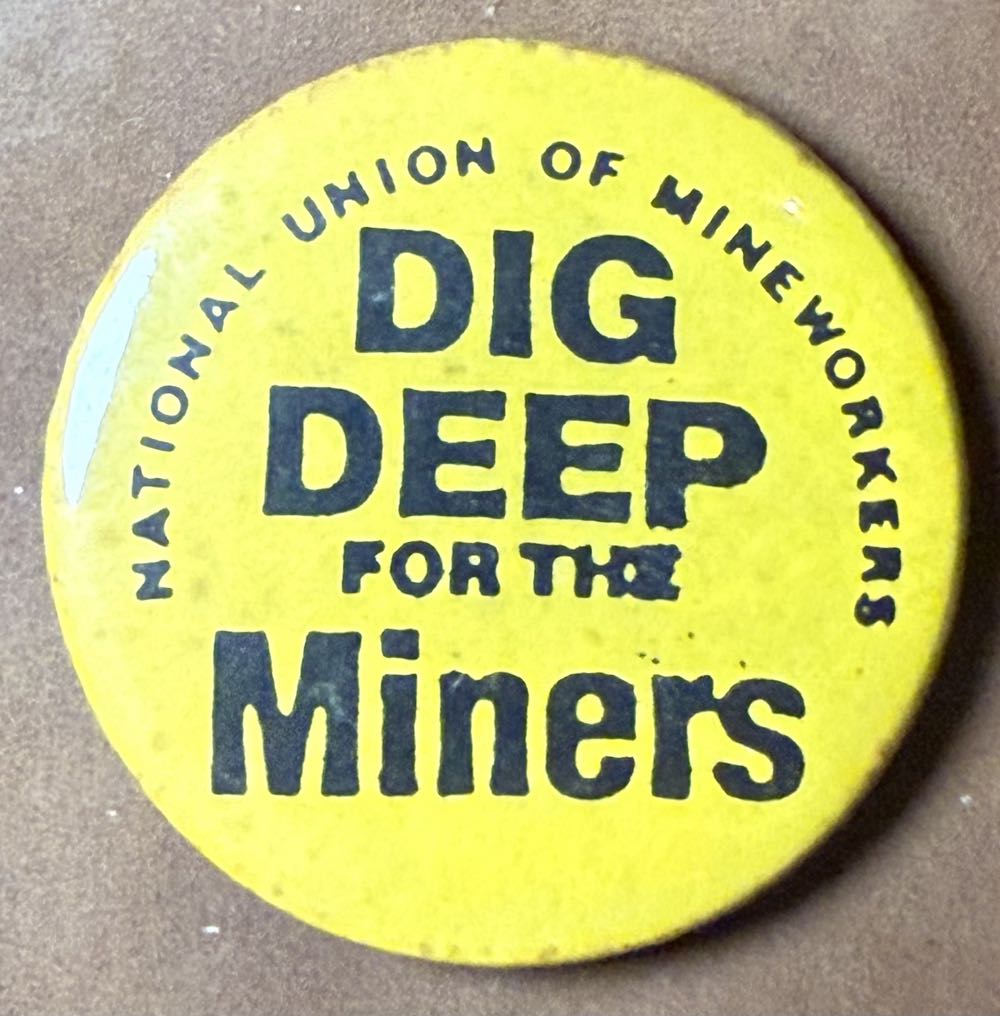 NATIONAL UNION OF MINEWORKERS
DIG
DEEP
FOR THE
Miners